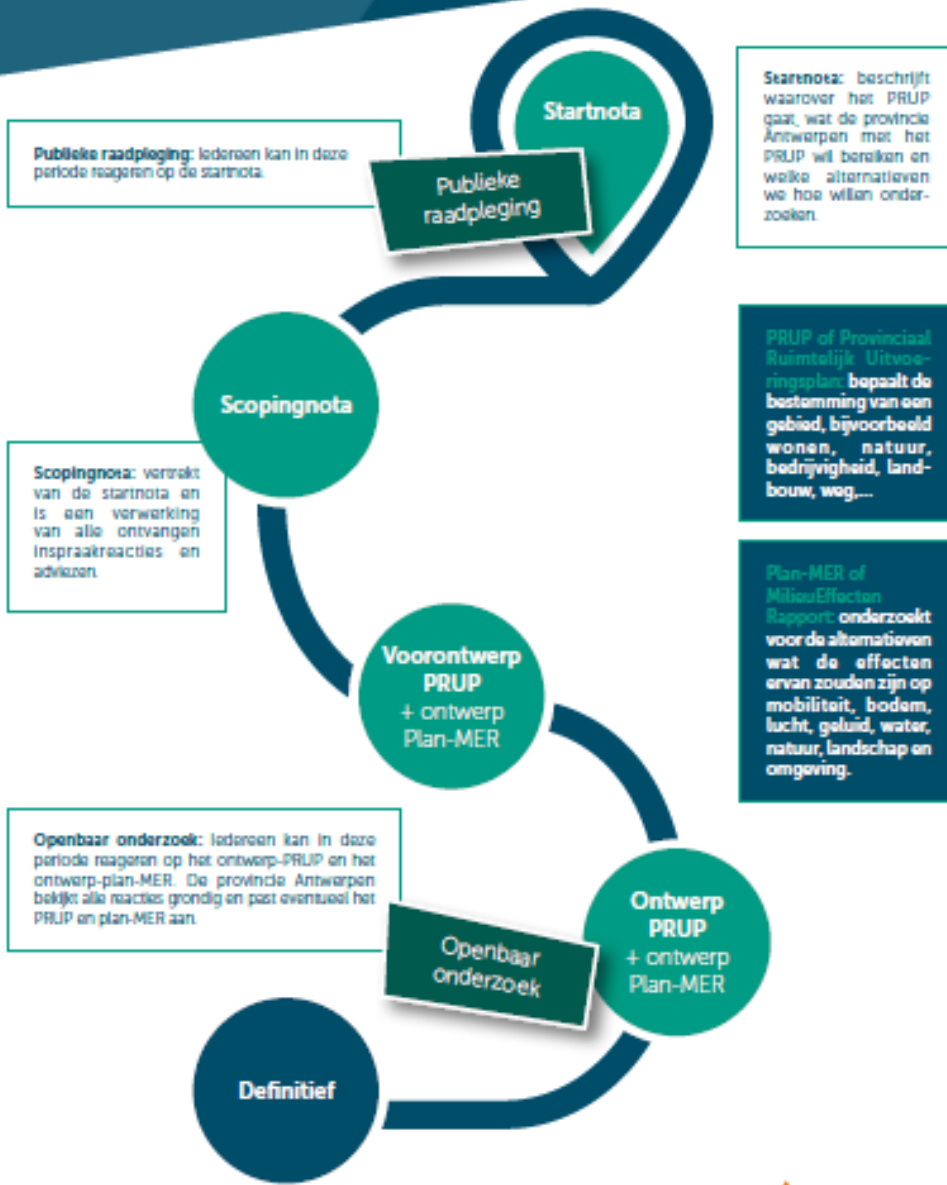 Startnota
Publieke
raadpleging
Publieke raadpleging: Iedereen kan in deze
periode reageren op de startnota.
Startnota: beschrijft
waarover het PRUP
gaat, wat de provincie
Antwerpen met het
PRUP wil bereiken en
welke alternatieven
we hoe willen onder-
zoeken.
Scopingnota
Scopingnota: vertrekt
van de startnota en
is een verwerking
van alle ontvangen
inspraakreacties en
adviezen.
PRUP of Provinciaal
Ruimtelijk Uitvoe-
ringsplan: bepaalt de
bestemming van een
gebied, bijvoorbeeld
wonen, natuur,
bedrijvigheid, land-
bouw, weg,...
Plan-MER of
MilieuEffecten
Rapport: onderzoekt
voor de alternatieven
wat de effecten
ervan zouden zijn op
mobiliteit, bodem,
lucht, geluid, water,
natuur, landschap en
omgeving.
Voorontwerp
PRUP
+ ontwerp
Plan-MER
Openbaar onderzoek: Iedereen kan in deze
periode reageren op het ontwerp-PRUP en het
ontwerp-plan-MER. De provincie Antwerpen
bekijkt alle reacties grondig en past eventueel het
PRUP en plan-MER aan.
Openbaar
onderzoek
Ontwerp
PRUP
+ ontwerp
Plan-MER
Definitief